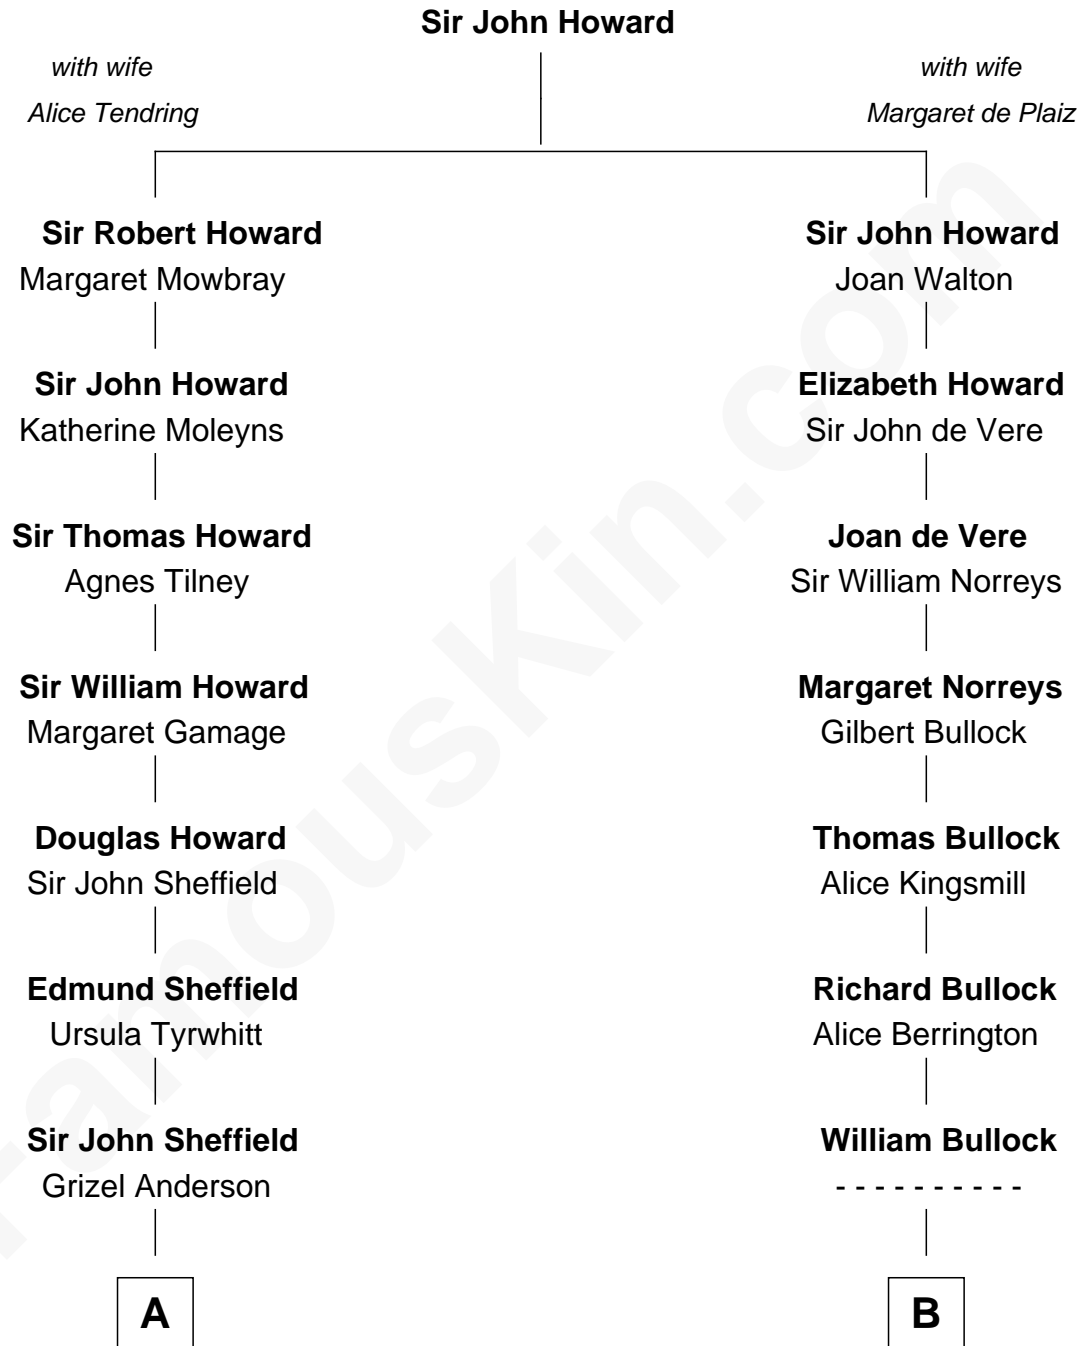 Sir John Howard
with wife
Alice Tendring
with wife
Margaret de Plaiz
Sir Robert Howard
Margaret Mowbray
Sir John Howard
Joan Walton
Sir John Howard
Katherine Moleyns
Elizabeth Howard
Sir John de Vere
Sir Thomas Howard
Agnes Tilney
Joan de Vere
Sir William Norreys
Sir William Howard
Margaret Gamage
Margaret Norreys
Gilbert Bullock
Douglas Howard
Sir John Sheffield
Thomas Bullock
Alice Kingsmill
Edmund Sheffield
Ursula Tyrwhitt
Richard Bullock
Alice Berrington
Sir John Sheffield
Grizel Anderson
William Bullock
- - - - - - - - - -
A
B
FamousKin.com